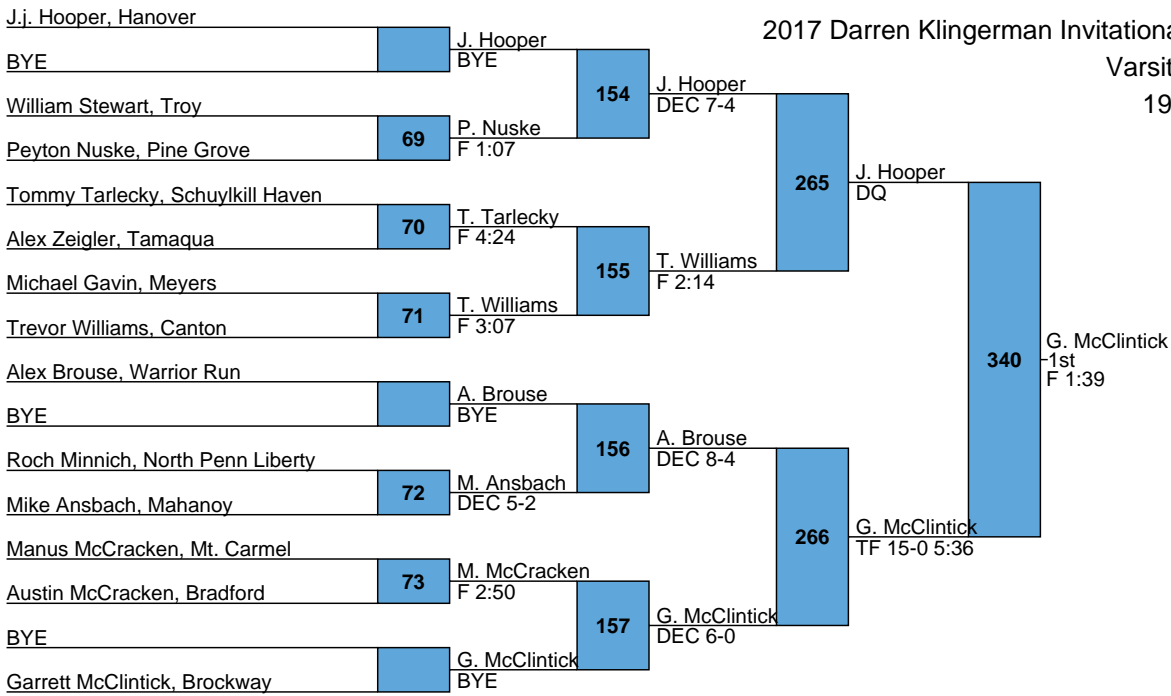 2017 Darren Klingerman Invitationa
Varsit
19
J.j. Hooper, Hanover
BYE
William Stewart, Troy
Peyton Nuske, Pine Grove
Tommy Tarlecky, Schuylkill Haven
Alex Zeigler, Tamaqua
Michael Gavin, Meyers
Trevor Williams, Canton
Alex Brouse, Warrior Run
BYE
Roch Minnich, North Penn Liberty
Mike Ansbach, Mahanoy
Manus McCracken, Mt. Carmel
Austin McCracken, Bradford
BYE
Garrett McClintick, Brockway
69
70
71
72
73
J. Hooper
BYE
P. Nuske
F 1:07
T. Tarlecky
F 4:24
T. Williams
F 3:07
A. Brouse
BYE
M. Ansbach
DEC 5-2
M. McCracken
F 2:50
G. McClintick
BYE
154
155
156
157
J. Hooper
DEC 7-4
T. Williams
F 2:14
A. Brouse
DEC 8-4
G. McClintick
DEC 6-0
265
266
J. Hooper
DQ
G. McClintick
TF 15-0 5:36
340
G. McClintick
1st
F 1:39